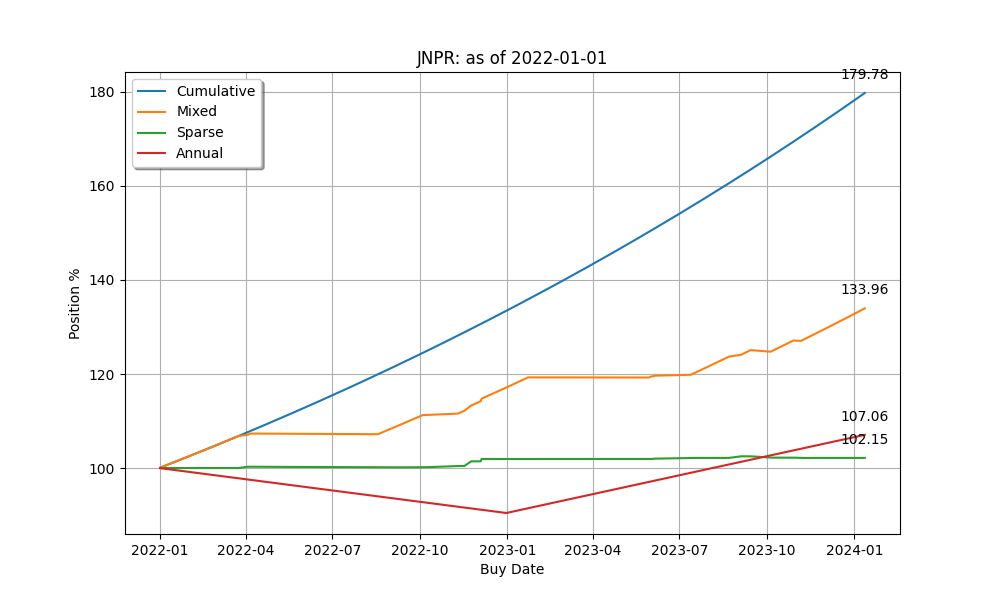 JNPR: as of 2022-01-01
179.78
180
Cumulative
Mixed
Sparse
Annual
160
140
133.96
120
107.06
102.15
100
Position %
2022-01 2022-04 2022-07 2022-10 2023-01 2023-04 2023-07 2023-10 2024-01
Buy Date